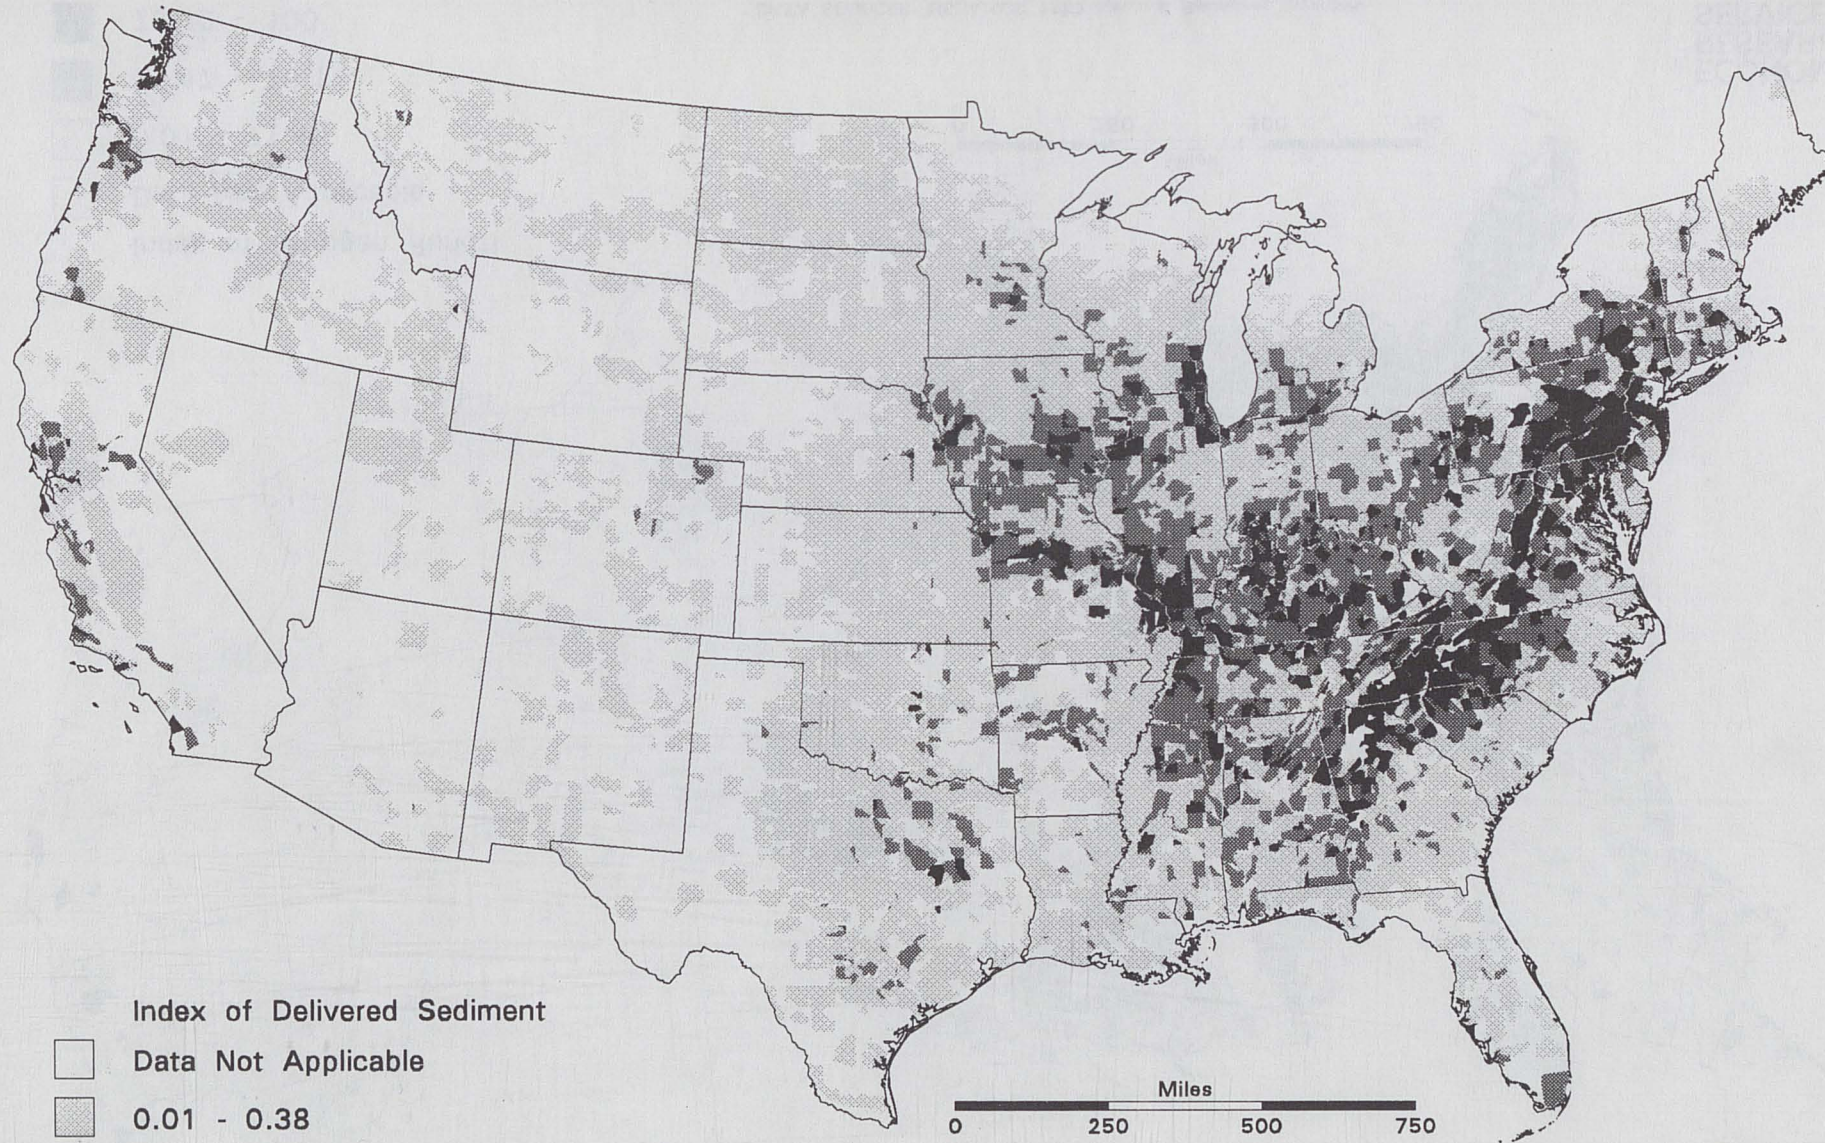 Index of Delivered Sediment
Data Not Applicable
0.01 - 0.38
Miles
0 250 500 750